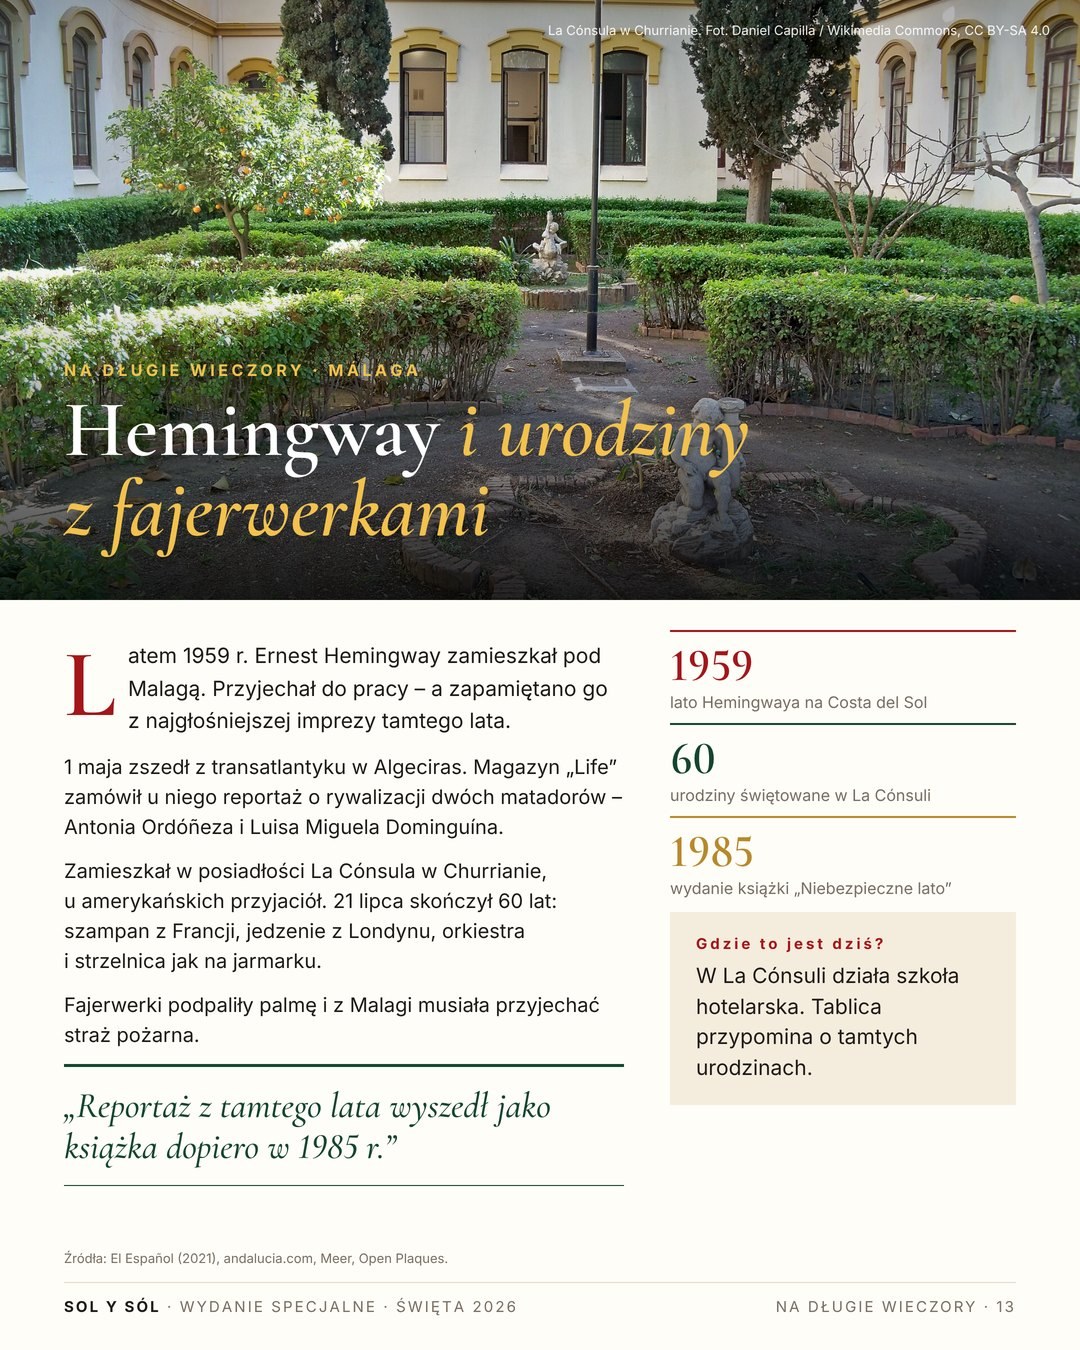 La Cónsula w Churrianie. Fot. Daniel Capilla / Wikimedia Commons, CC BY-SA 4.0
NA DŁUGIE WIECZORY · MÁLAGA
Hemingway i urodziny
z fajerwerkami
Latem 1959 r. Ernest Hemingway zamieszkał pod
Malagą. Przyjechał do pracy – a zapamiętano go
z najgłośniejszej imprezy tamtego lata.
1 maja zszedł z transatlantyku w Algeciras. Magazyn „Life”
zamówił u niego reportaż o rywalizacji dwóch matadorów –
Antonia Ordóñeza i Luisa Miguela Dominguína.
Zamieszkał w posiadłości La Cónsula w Churrianie,
u amerykańskich przyjaciół. 21 lipca skończył 60 lat:
szampan z Francji, jedzenie z Londynu, orkiestra
i strzelnica jak na jarmarku.
Fajerwerki podpaliły palmę i z Malagi musiała przyjechać
straż pożarna.
„Reportaż z tamtego lata wyszedł jako
książka dopiero w 1985 r.”
1959
lato Hemingwaya na Costa del Sol
60
urodziny świętowane w La Cónsuli
1985
wydanie książki „Niebezpieczne lato”
Gdzie to jest dziś?
W La Cónsuli działa szkoła
hotelarska. Tablica
przypomina o tamtych
urodzinach.
Źródła: El Español (2021), andalucia.com, Meer, Open Plaques.
SOL Y SÓL · WYDANIE SPECJALNE · ŚWIĘTA 2026
NA DŁUGIE WIECZORY · 13